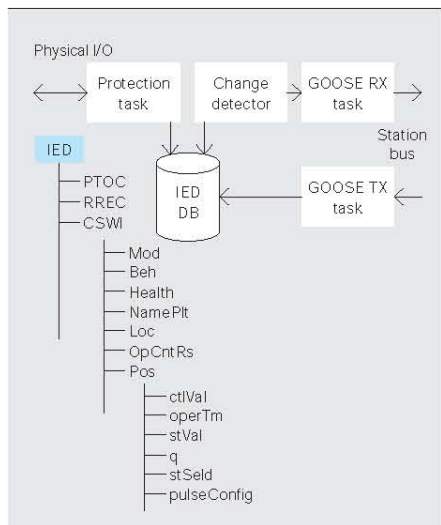 Physical I/O
Protection
task
Change
detector
GOOSE RX
task
Station
bus
IED
IED
DB
GOOSE TX
task
PTOC
RREC
CSWI
Mod
Beh
Health
NamePlt
Loc
OpCntRs
Pos
ctlVal
operTm
stVal
q
stSeld
pulseConfig